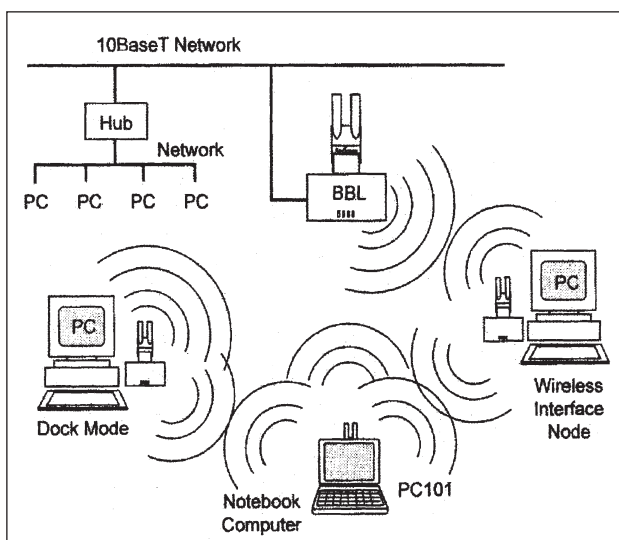 10BaseT Network
Hub
Network
PC PC PC PC
BBL
PC
PC
Dock Mode
Wireless
Interface
Node
PC101
Notebook
Computer